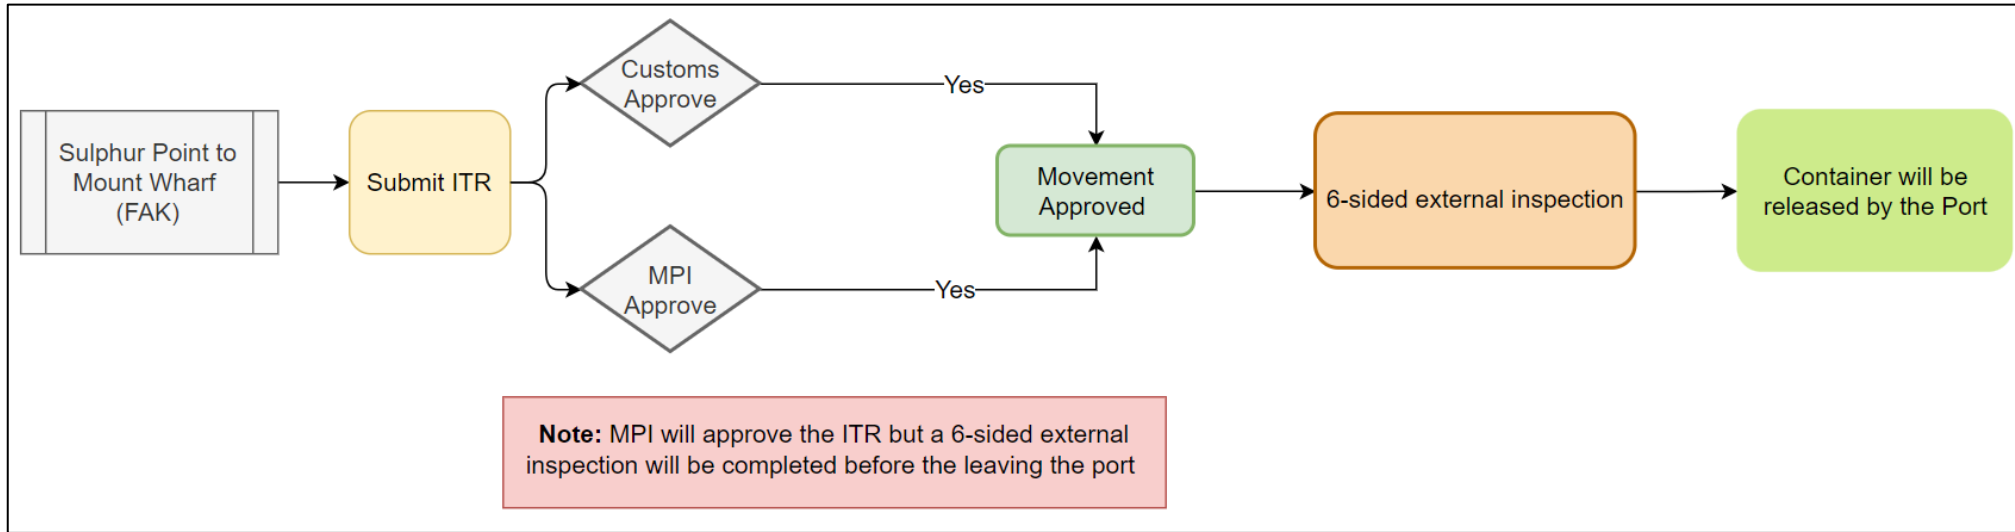 Sulphur Point to
Mount Wharf
(FAK)
Submit ITR
Customs
Approve
Yes
MPI
Approve
Yes
Movement
Approved
6-sided external inspection
Container will be
released by the Port
Note: MPI will approve the ITR but a 6-sided external
inspection will be completed before the leaving the port